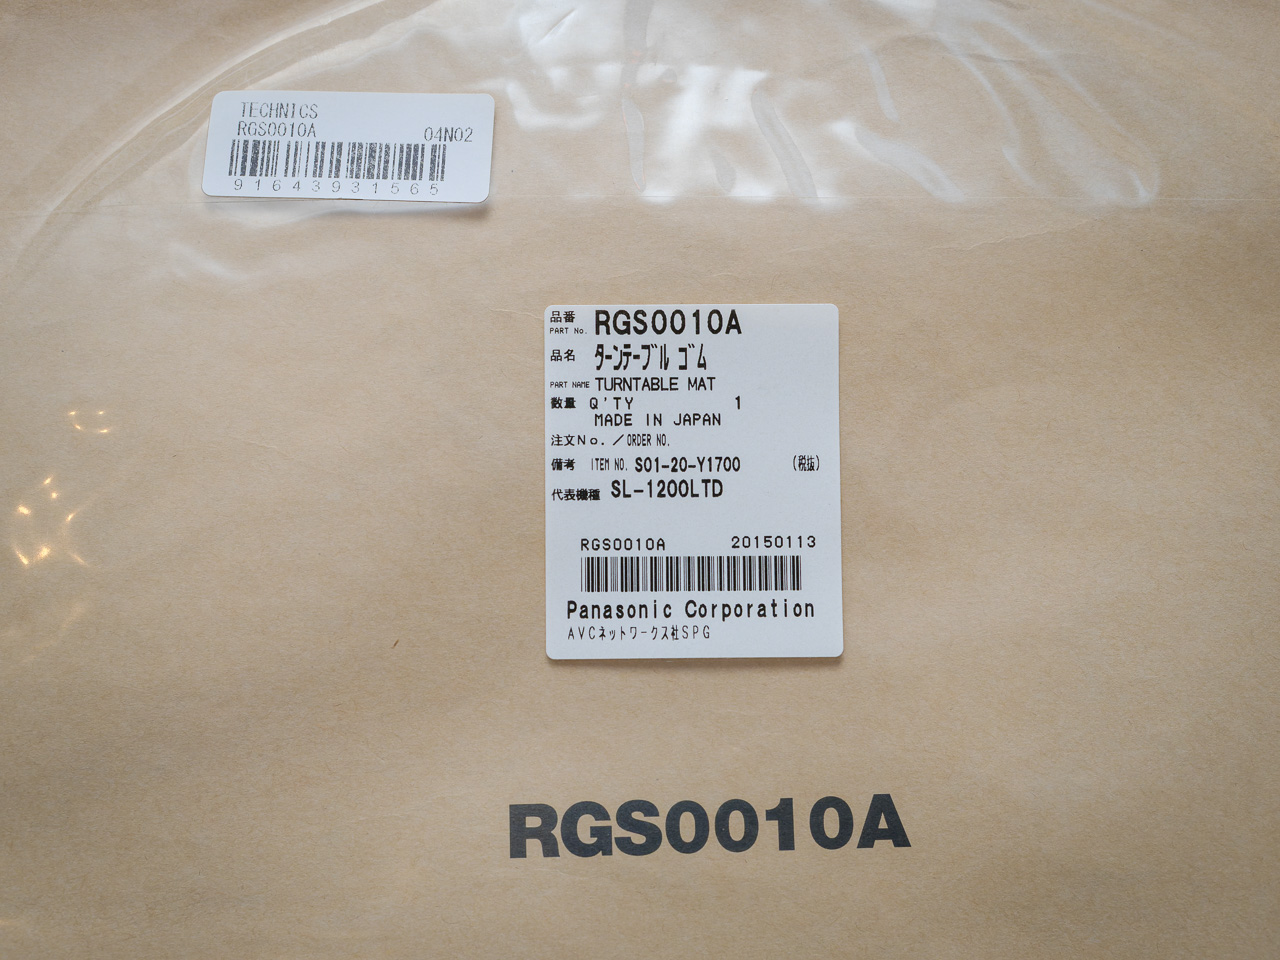 TECHNICS
RGS0010A 04N02
91643931565
品番 PART No. RGS0010A
品名 ターンテーブル ゴム
PART NAME TURNTABLE MAT
数量 Q'TY 1
MADE IN JAPAN
注文No.／ORDER NO.
備考 ITEM NO. S01-20-Y1700 (税抜)
代表機種 SL-1200LTD
RGS0010A 20150113
Panasonic Corporation
AVCネットワークス社SPG
RGS0010A